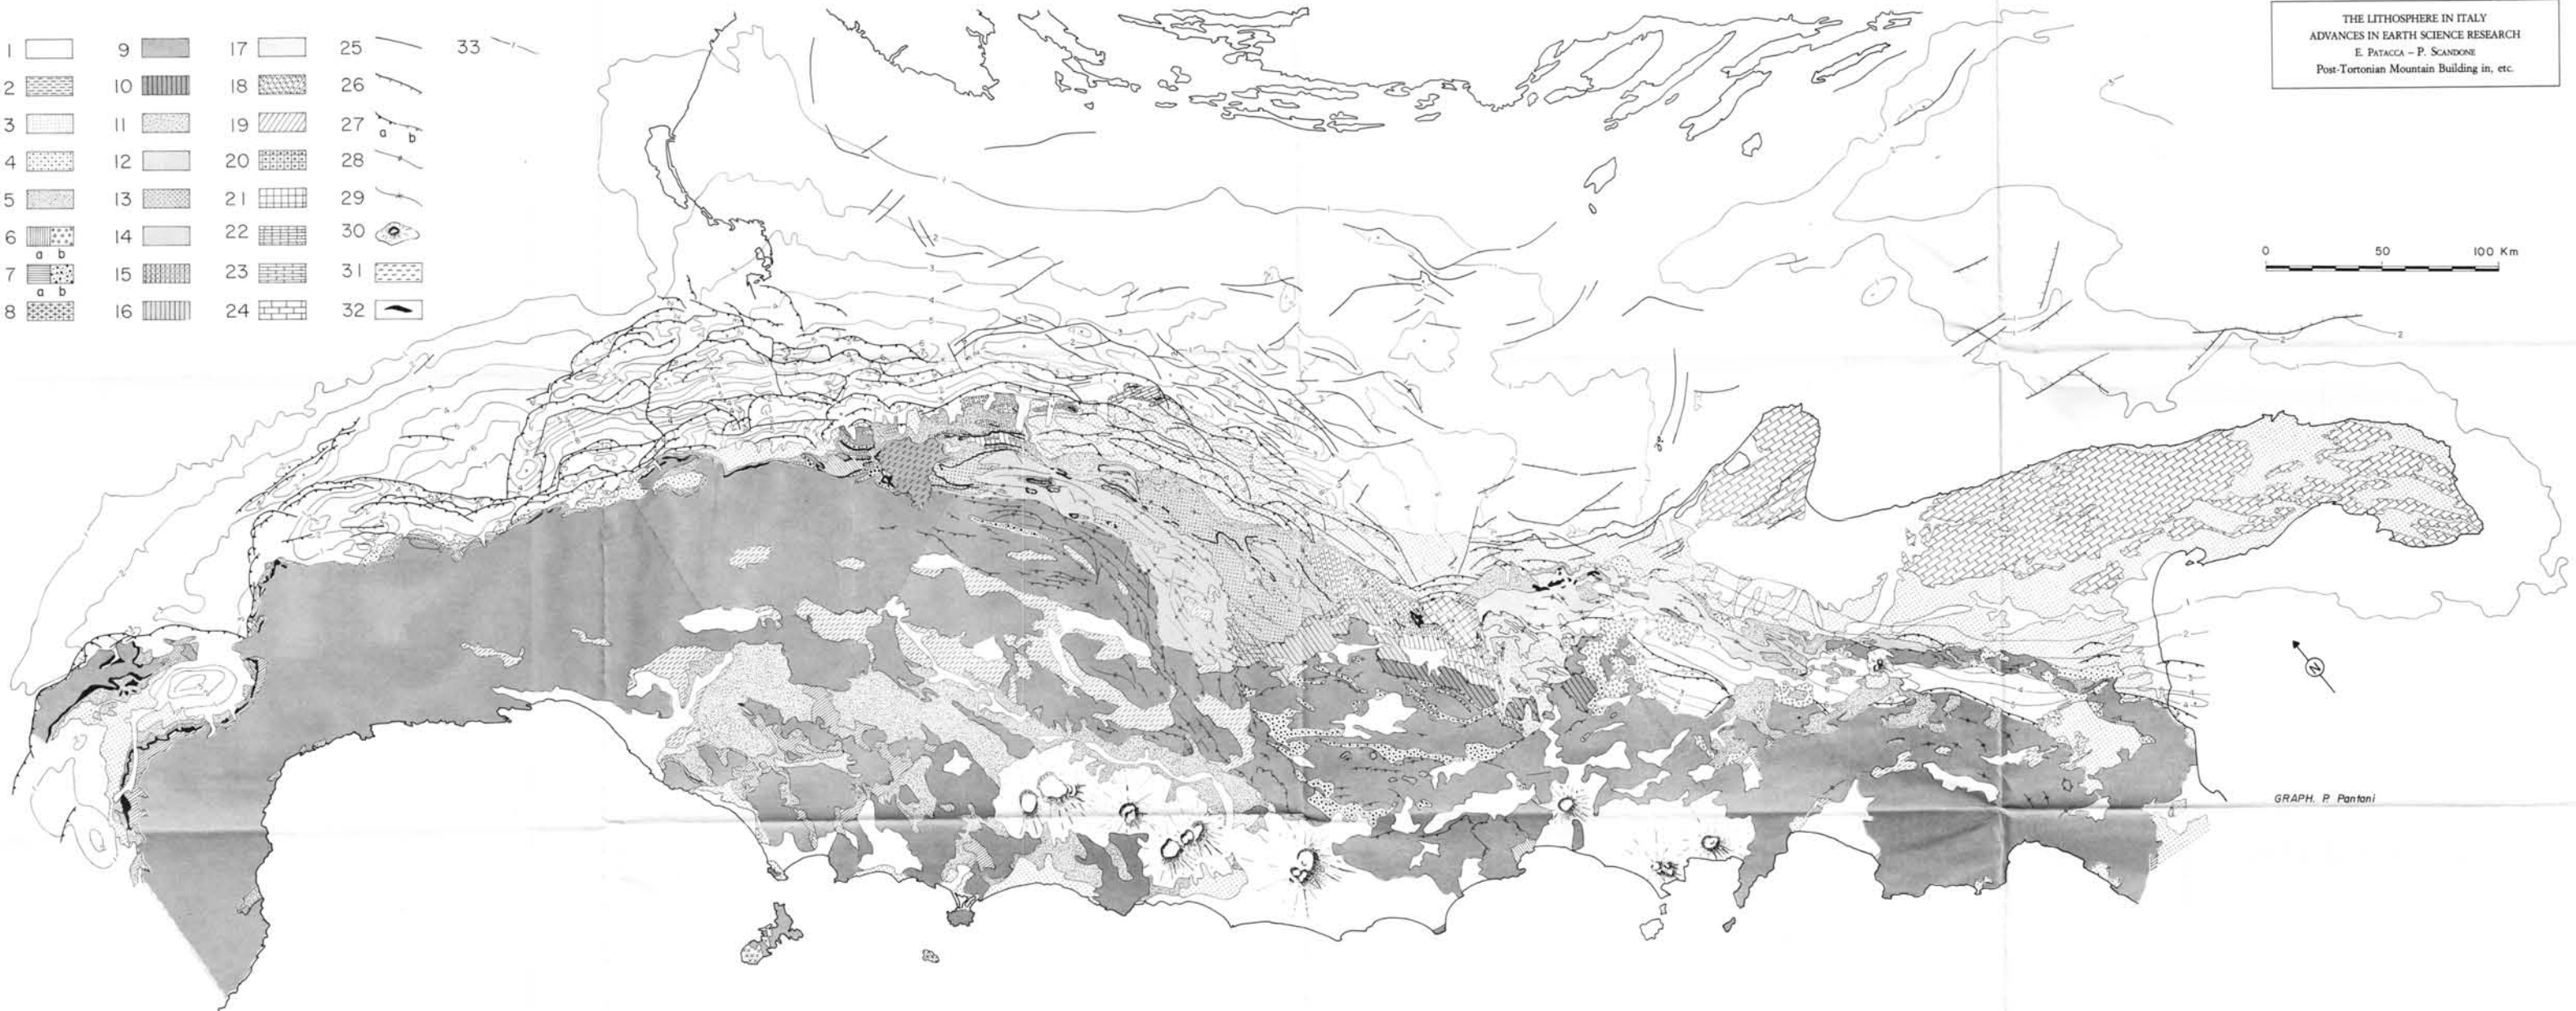 THE LITHOSPHERE IN ITALY
ADVANCES IN EARTH SCIENCE RESEARCH
E. PATACCA – P. SCANDONE
Post-Tortonian Mountain Building in, etc.
1 9 17 25 33
2 10 18 26
3 11 19 27 a b
4 12 20 28
5 13 21 29
6 a b 14 22 30
7 a b 15 23 31
8 16 24 32
0 50 100 Km
N
GRAPH. P. Pantani